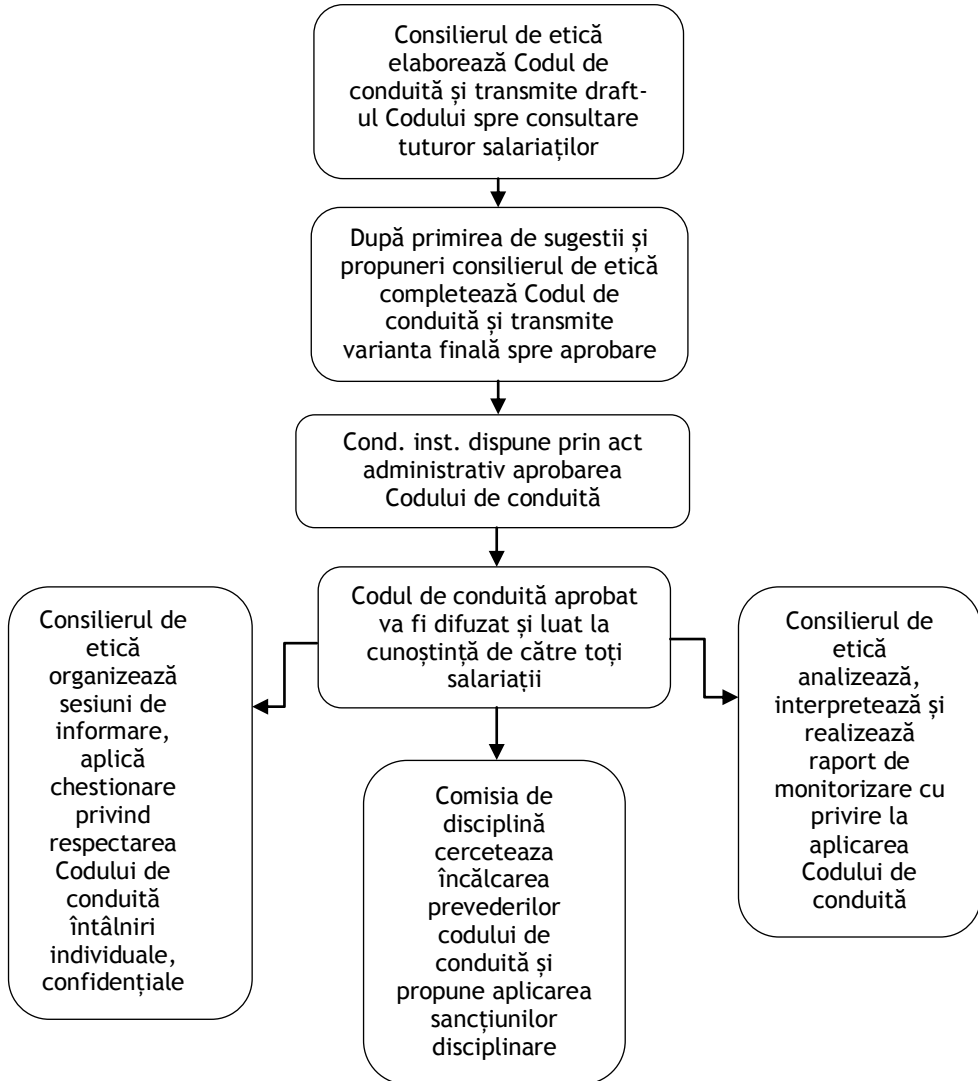 Consilierul de etică
elaborează Codul de
conduită și transmite draft-
ul Codului spre consultare
tuturor salariaților
După primirea de sugestii și
propuneri consilierul de etică
completează Codul de
conduită și transmite
varianta finală spre aprobare
Cond. inst. dispune prin act
administrativ aprobarea
Codului de conduită
Codul de conduită aprobat
va fi difuzat și luat la
cunoștință de către toți
salariații
Consilierul de
etică
organizează
sesiuni de
informare,
aplică
chestionare
privind
respectarea
Codului de
conduită
întâlniri
individuale,
confidențiale
Comisia de
disciplină
cerceteaza
încălcarea
prevederilor
codului de
conduită și
propune aplicarea
sancțiunilor
disciplinare
Consilierul de
etică
analizează,
interpretează și
realizează
raport de
monitorizare cu
privire la
aplicarea
Codului de
conduită